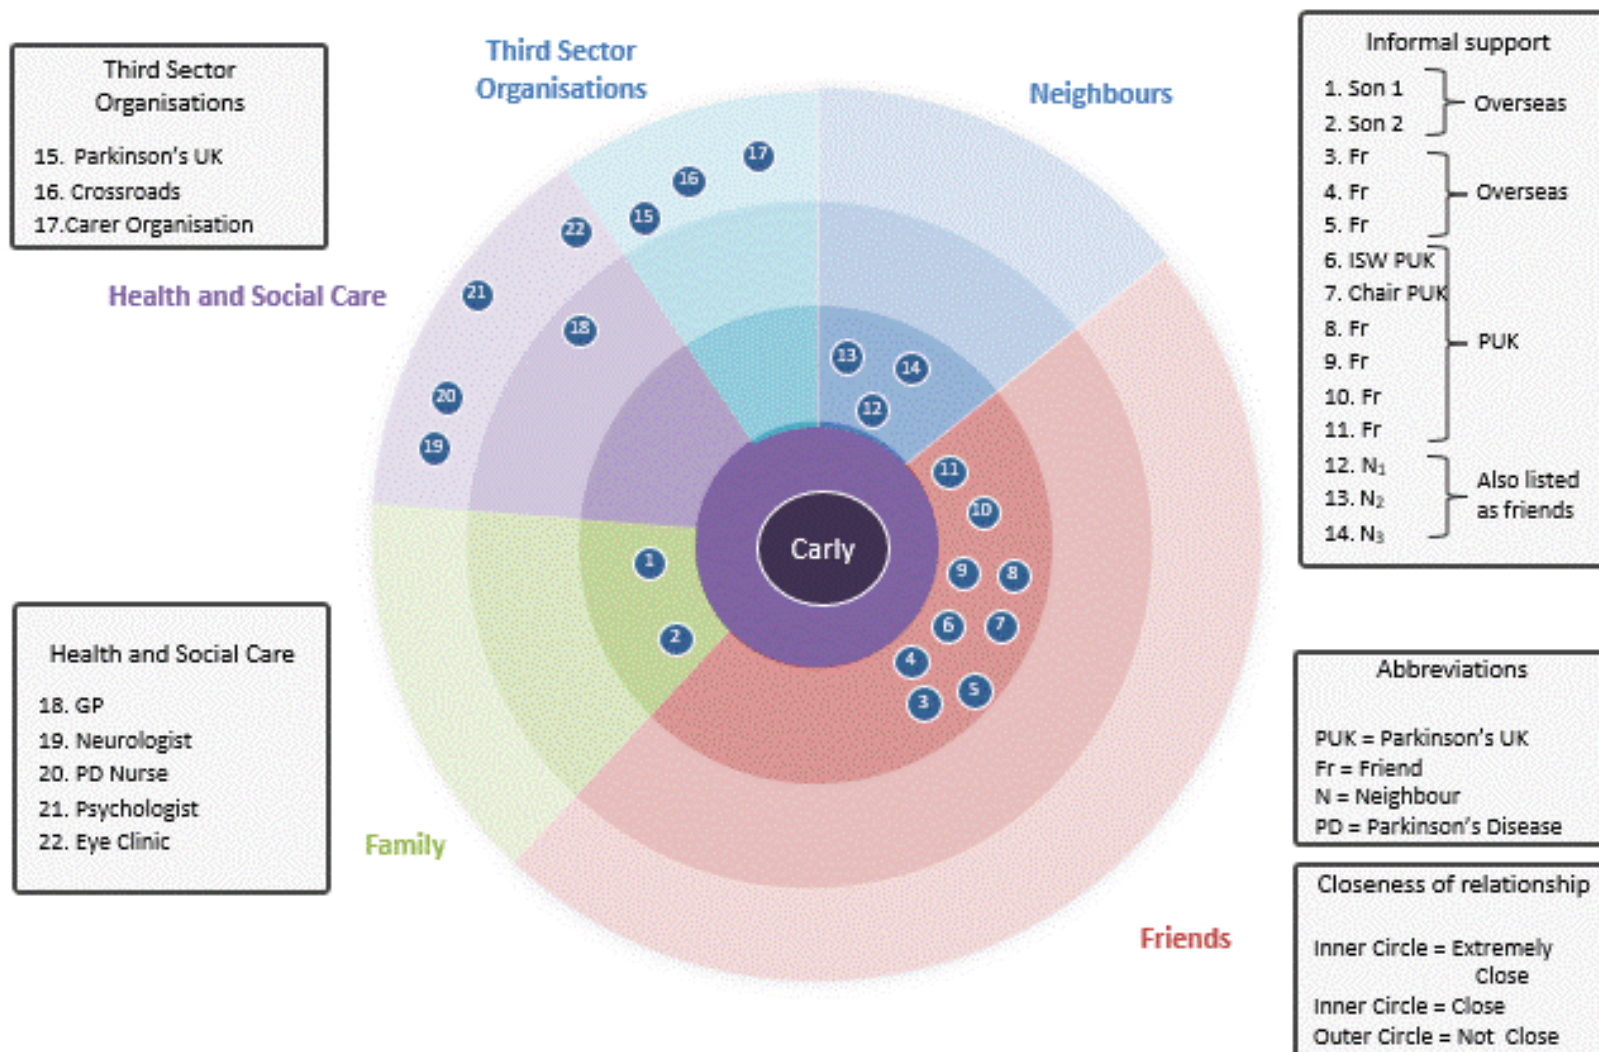 Third Sector
Organisations
15. Parkinson's UK
16. Crossroads
17.Carer Organisation
Third Sector
Organisations
Neighbours
Health and Social Care
Family
Friends
Carly
17
16
15
22
21
18
20
19
13
14
12
11
10
9
8
6
7
4
3
5
1
2
Informal support
1. Son 1
2. Son 2
Overseas
3. Fr
4. Fr
5. Fr
Overseas
6. ISW PUK
7. Chair PUK
8. Fr
9. Fr
10. Fr
11. Fr
PUK
12. N1
13. N2
14. N3
Also listed
as friends
Health and Social Care
18. GP
19. Neurologist
20. PD Nurse
21. Psychologist
22. Eye Clinic
Abbreviations
PUK = Parkinson's UK
Fr = Friend
N = Neighbour
PD = Parkinson's Disease
Closeness of relationship
Inner Circle = Extremely
Close
Inner Circle = Close
Outer Circle = Not Close